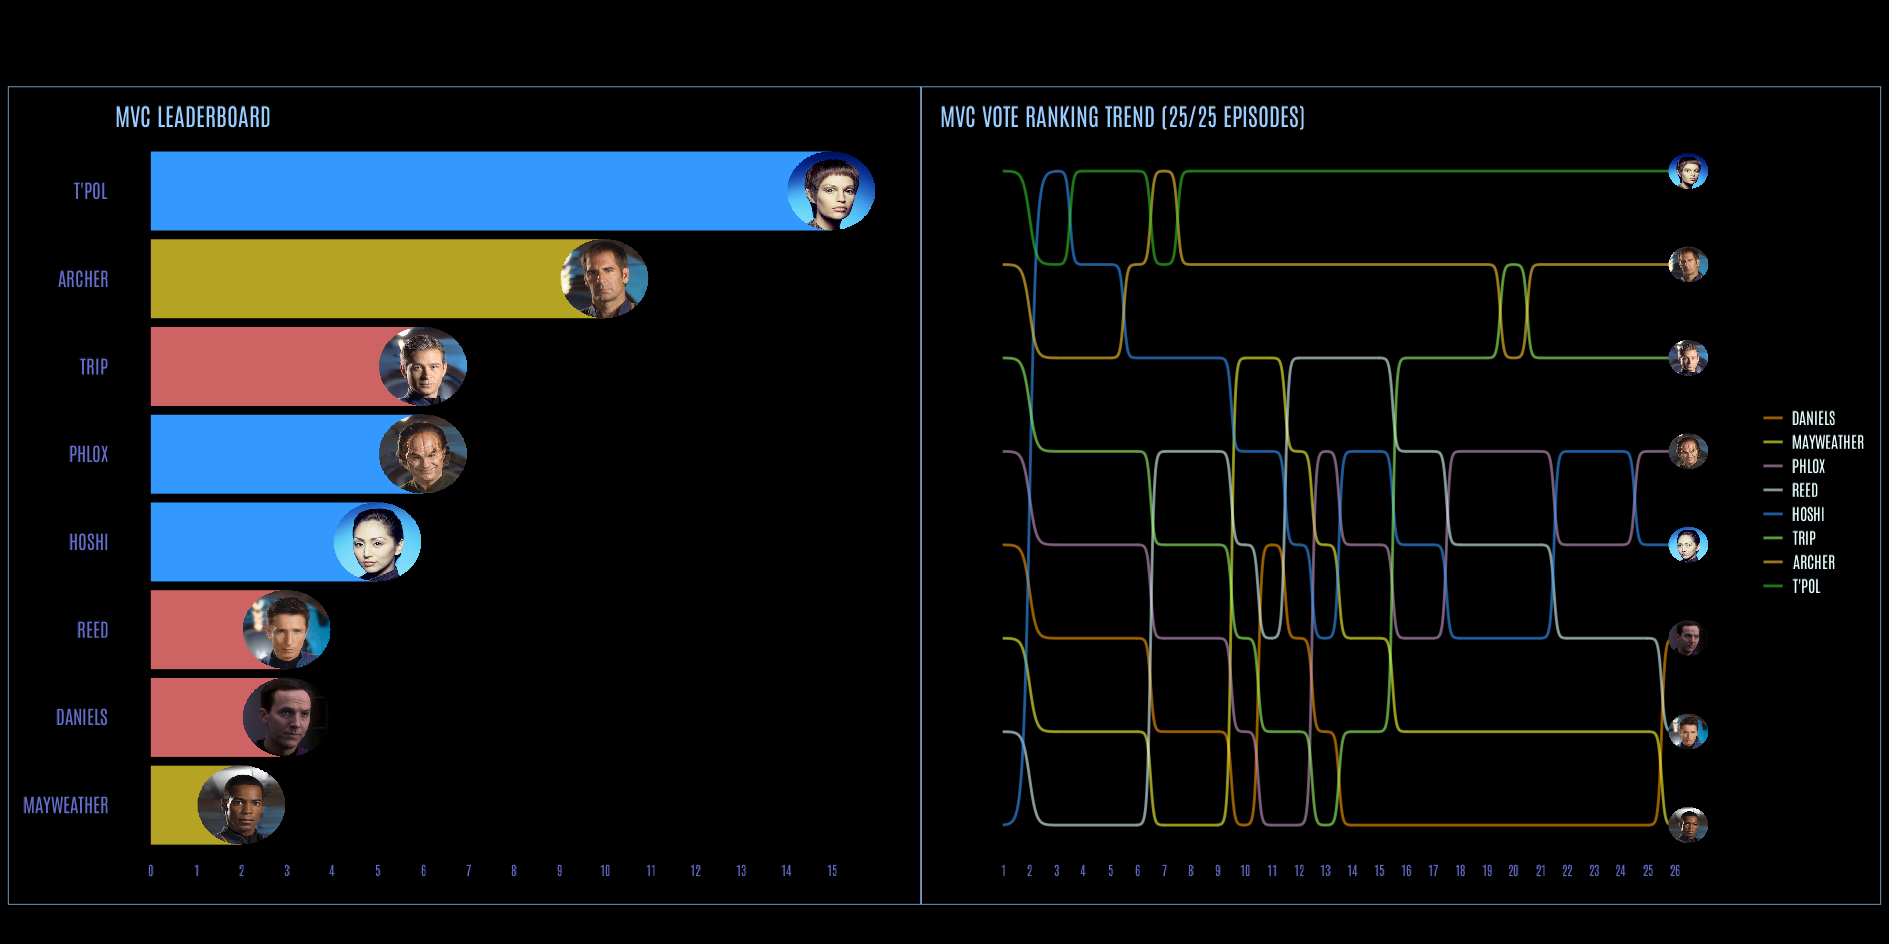 MVC LEADERBOARD
T'POL
ARCHER
TRIP
PHLOX
HOSHI
REED
DANIELS
MAYWEATHER
0 1 2 3 4 5 6 7 8 9 10 11 12 13 14 15
MVC VOTE RANKING TREND (25/25 EPISODES)
1 2 3 4 5 6 7 8 9 10 11 12 13 14 15 16 17 18 19 20 21 22 23 24 25 26
DANIELS
MAYWEATHER
PHLOX
REED
HOSHI
TRIP
ARCHER
T'POL